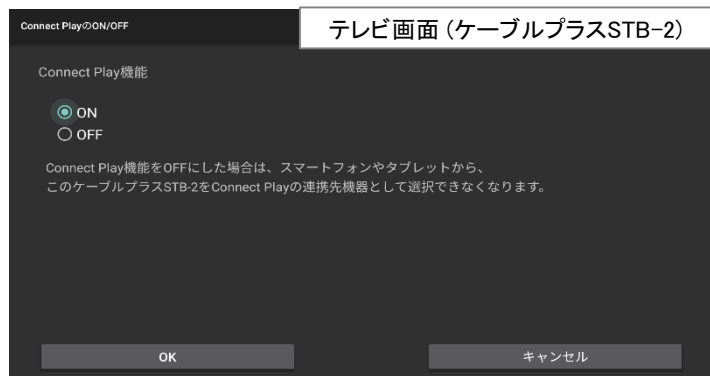 Connect PlayのON/OFF
テレビ画面（ケーブルプラスSTB-2）
Connect Play機能
ON
OFF
Connect Play機能をOFFにした場合は、スマートフォンやタブレットから、
このケーブルプラスSTB-2をConnect Playの連携先機器として選択できなくなります。
OK
キャンセル